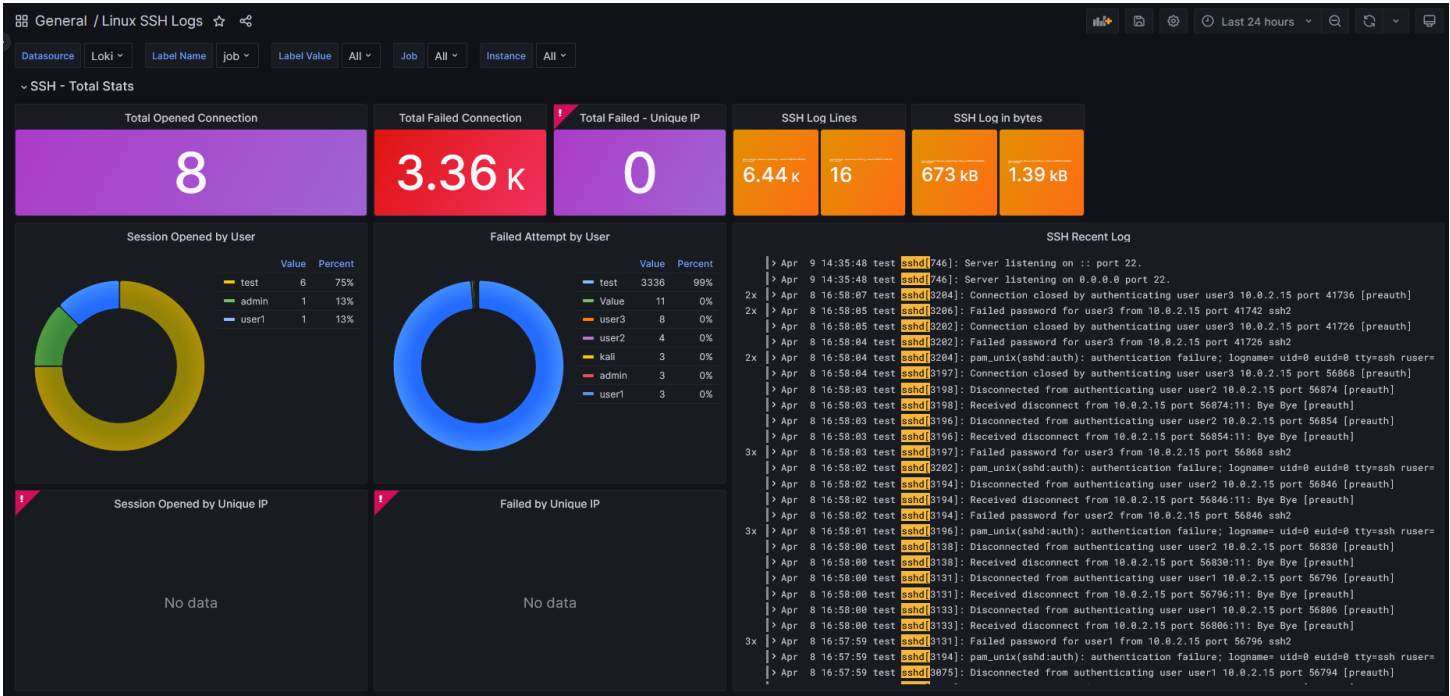 General / Linux SSH Logs
Last 24 hours
Datasource Loki Label Name job Label Value All Job All Instance All
SSH - Total Stats
Total Opened Connection
8
Total Failed Connection
3.36 K
!
Total Failed - Unique IP
0
SSH Log Lines
6.44 K
16
SSH Log in bytes
673 kB
1.39 kB
Session Opened by User
Value Percent
test 6 75%
admin 1 13%
user1 1 13%
Failed Attempt by User
Value Percent
test 3336 99%
Value 11 0%
user3 8 0%
user2 4 0%
kali 3 0%
admin 3 0%
user1 3 0%
SSH Recent Log
> Apr 9 14:35:48 test sshd[746]: Server listening on :: port 22.
> Apr 9 14:35:48 test sshd[746]: Server listening on 0.0.0.0 port 22.
2x > Apr 8 16:58:07 test sshd[3204]: Connection closed by authenticating user user3 10.0.2.15 port 41736 [preauth]
2x > Apr 8 16:58:05 test sshd[3206]: Failed password for user3 from 10.0.2.15 port 41742 ssh2
> Apr 8 16:58:05 test sshd[3202]: Connection closed by authenticating user user3 10.0.2.15 port 41726 [preauth]
> Apr 8 16:58:04 test sshd[3202]: Failed password for user3 from 10.0.2.15 port 41726 ssh2
2x > Apr 8 16:58:04 test sshd[3204]: pam_unix(sshd:auth): authentication failure; logname= uid=0 euid=0 tty=ssh ruser=
> Apr 8 16:58:04 test sshd[3197]: Connection closed by authenticating user user3 10.0.2.15 port 56868 [preauth]
> Apr 8 16:58:03 test sshd[3198]: Disconnected from authenticating user user2 10.0.2.15 port 56874 [preauth]
> Apr 8 16:58:03 test sshd[3198]: Received disconnect from 10.0.2.15 port 56874:11: Bye Bye [preauth]
> Apr 8 16:58:03 test sshd[3196]: Disconnected from authenticating user user2 10.0.2.15 port 56854 [preauth]
> Apr 8 16:58:03 test sshd[3196]: Received disconnect from 10.0.2.15 port 56854:11: Bye Bye [preauth]
3x > Apr 8 16:58:03 test sshd[3197]: Failed password for user3 from 10.0.2.15 port 56868 ssh2
> Apr 8 16:58:02 test sshd[3202]: pam_unix(sshd:auth): authentication failure; logname= uid=0 euid=0 tty=ssh ruser=
> Apr 8 16:58:02 test sshd[3194]: Disconnected from authenticating user user2 10.0.2.15 port 56846 [preauth]
> Apr 8 16:58:02 test sshd[3194]: Received disconnect from 10.0.2.15 port 56846:11: Bye Bye [preauth]
> Apr 8 16:58:02 test sshd[3194]: Failed password for user2 from 10.0.2.15 port 56846 ssh2
3x > Apr 8 16:58:01 test sshd[3196]: pam_unix(sshd:auth): authentication failure; logname= uid=0 euid=0 tty=ssh ruser=
> Apr 8 16:58:00 test sshd[3138]: Disconnected from authenticating user user2 10.0.2.15 port 56830 [preauth]
> Apr 8 16:58:00 test sshd[3138]: Received disconnect from 10.0.2.15 port 56830:11: Bye Bye [preauth]
> Apr 8 16:58:00 test sshd[3131]: Disconnected from authenticating user user1 10.0.2.15 port 56796 [preauth]
> Apr 8 16:58:00 test sshd[3131]: Received disconnect from 10.0.2.15 port 56796:11: Bye Bye [preauth]
> Apr 8 16:58:00 test sshd[3133]: Disconnected from authenticating user user1 10.0.2.15 port 56806 [preauth]
> Apr 8 16:58:00 test sshd[3133]: Received disconnect from 10.0.2.15 port 56806:11: Bye Bye [preauth]
3x > Apr 8 16:57:59 test sshd[3131]: Failed password for user1 from 10.0.2.15 port 56796 ssh2
> Apr 8 16:57:59 test sshd[3194]: pam_unix(sshd:auth): authentication failure; logname= uid=0 euid=0 tty=ssh ruser=
> Apr 8 16:57:59 test sshd[3075]: Disconnected from authenticating user user1 10.0.2.15 port 56794 [preauth]
!
Session Opened by Unique IP
No data
!
Failed by Unique IP
No data